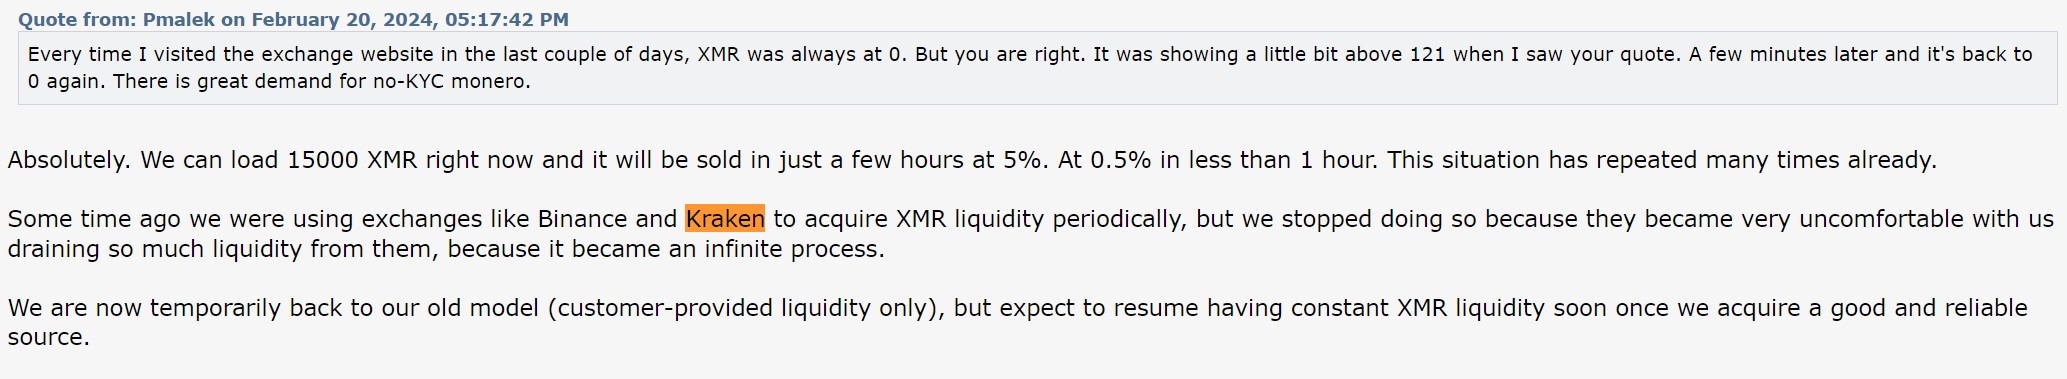 Quote from: Pmalek on February 20, 2024, 05:17:42 PM
Every time I visited the exchange website in the last couple of days, XMR was always at 0. But you are right. It was showing a little bit above 121 when I saw your quote. A few minutes later and it's back to
0 again. There is great demand for no-KYC monero.
Absolutely. We can load 15000 XMR right now and it will be sold in just a few hours at 5%. At 0.5% in less than 1 hour. This situation has repeated many times already.
Some time ago we were using exchanges like Binance and Kraken to acquire XMR liquidity periodically, but we stopped doing so because they became very uncomfortable with us
draining so much liquidity from them, because it became an infinite process.
We are now temporarily back to our old model (customer-provided liquidity only), but expect to resume having constant XMR liquidity soon once we acquire a good and reliable
source.